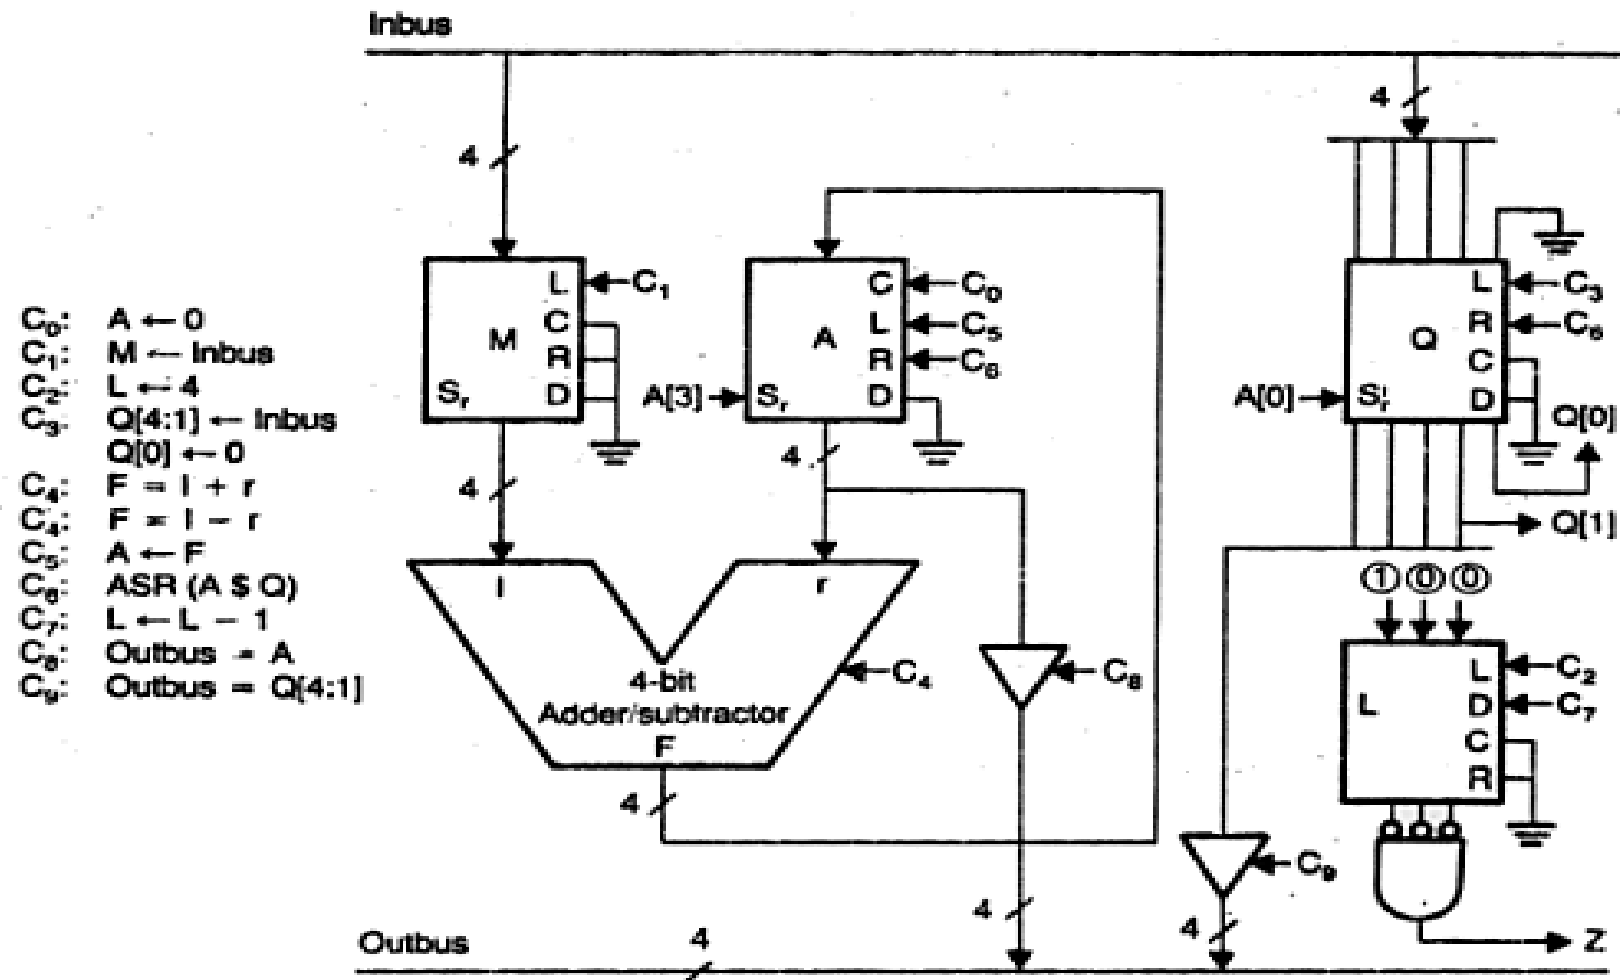 Inbus
4
4
L C₁
C
M R
Sᵣ D
C C₀
L C₅
A R C₆
A[3] Sᵣ D
L C₃
Q R C₆
C
A[0] Sᵣ D
Q[0]
Q[1]
C₀: A ← 0
C₁: M ← Inbus
C₂: L ← 4
C₃: Q[4:1] ← Inbus
Q[0] ← 0
C₄: F = l + r
C₄: F = l − r
C₅: A ← F
C₆: ASR (A $ Q)
C₇: L ← L − 1
C₈: Outbus = A
C₉: Outbus = Q[4:1]
4
4
l r
4-bit
Adder/subtractor
F
C₄
C₈
4
1 0 0
L C₂
L D C₇
C
R
C₉
4
4
Z
Outbus
4